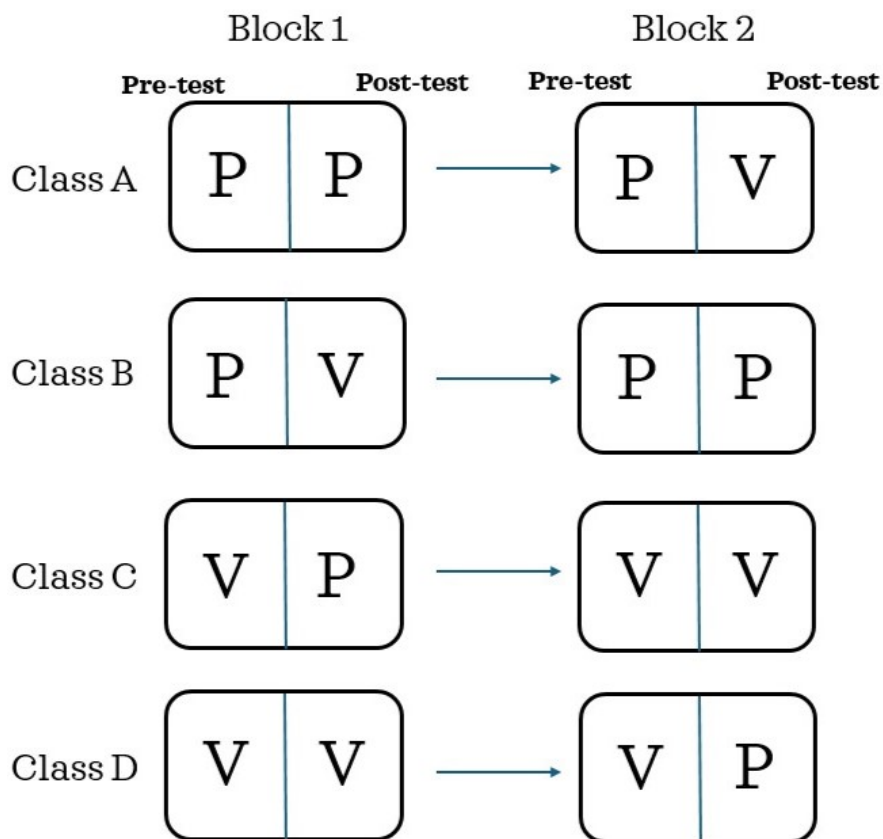 Block 1 Block 2
Pre-test Post-test Pre-test Post-test
Class A P P P V
Class B P V P P
Class C V P V V
Class D V V V P